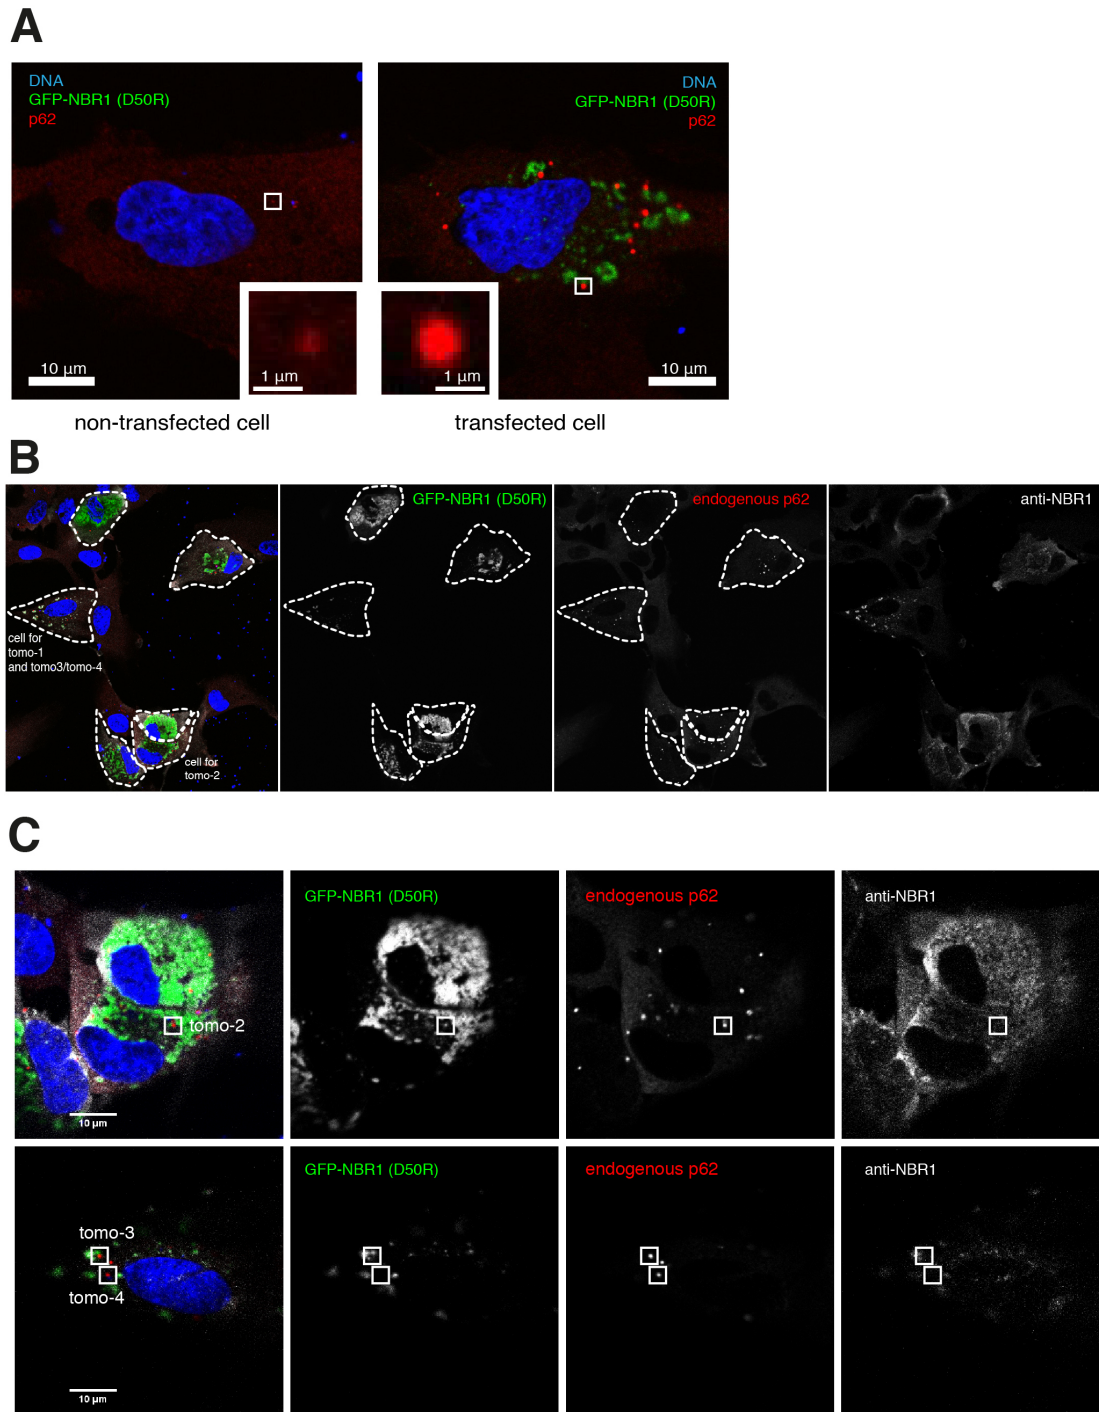 A
DNA
GFP-NBR1 (D50R)
p62
DNA
GFP-NBR1 (D50R)
p62
10 µm
1 µm
1 µm
10 µm
non-transfected cell
transfected cell
B
GFP-NBR1 (D50R)
endogenous p62
anti-NBR1
cell for
tomo-1
and tomo3/tomo-4
cell for
tomo-2
C
GFP-NBR1 (D50R)
endogenous p62
anti-NBR1
tomo-2
10 µm
GFP-NBR1 (D50R)
endogenous p62
anti-NBR1
tomo-3
tomo-4
10 µm